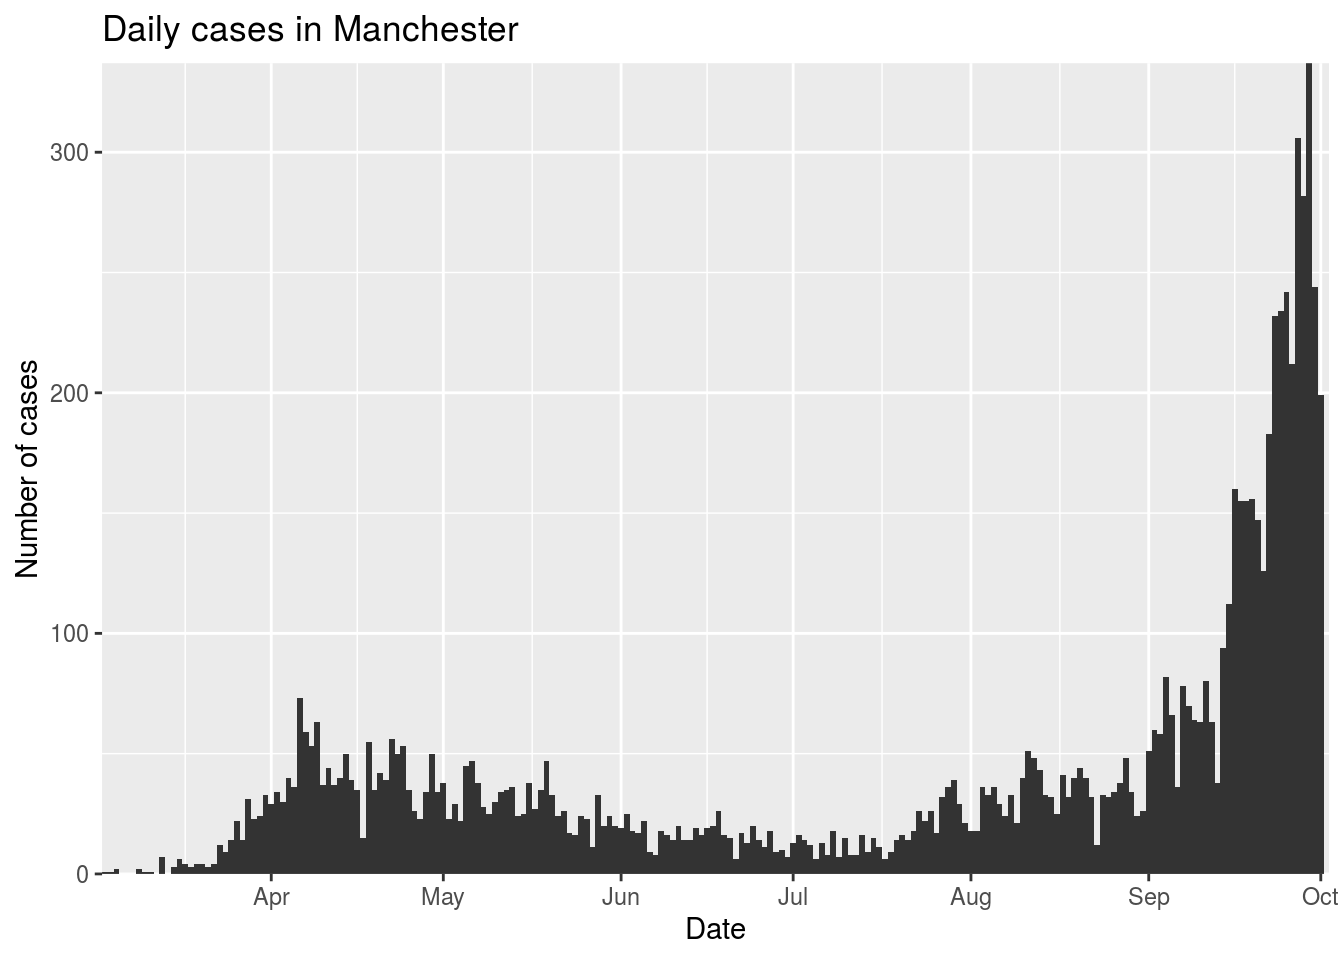 Daily cases in Manchester
Number of cases
300
200
100
0
Apr May Jun Jul Aug Sep Oct
Date